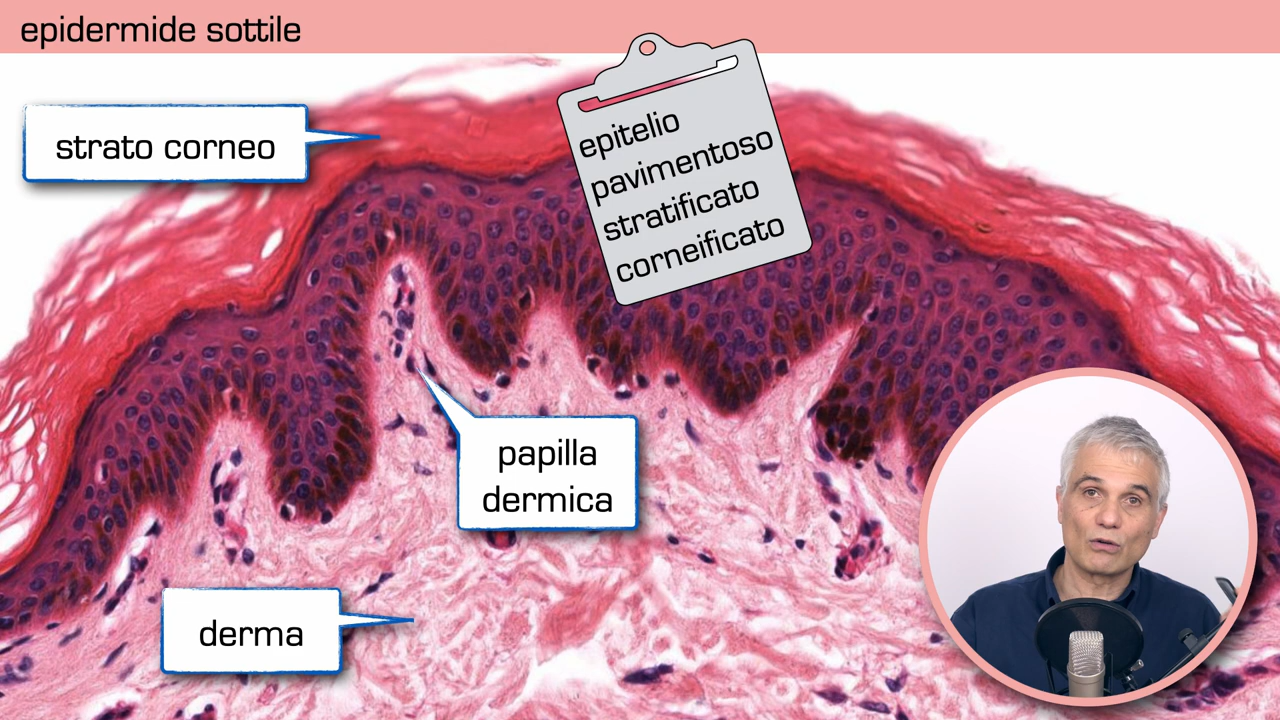 epidermide sottile
strato corneo
epitelio
pavimentoso
stratificato
corneificato
papilla
dermica
derma